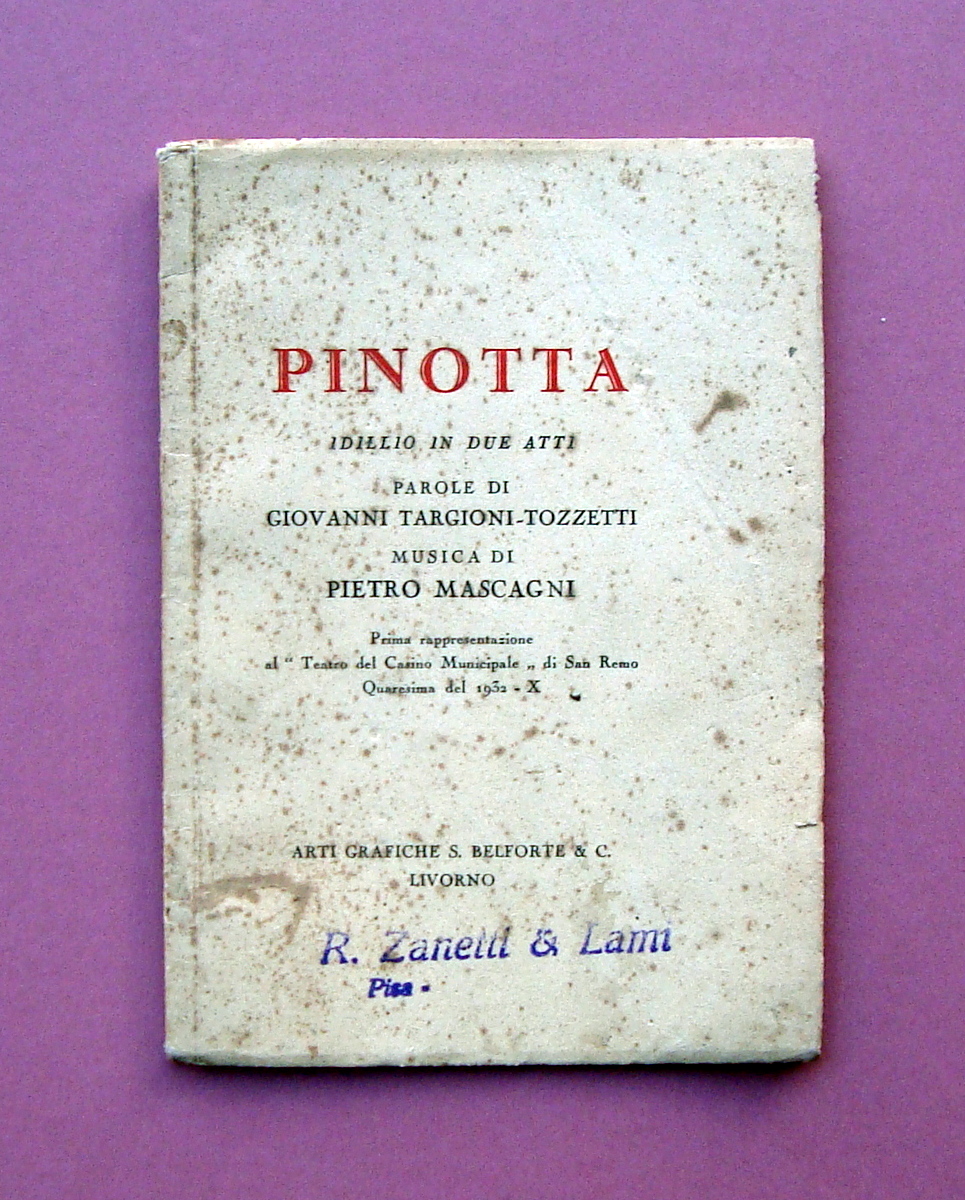 PINOTTA
IDILLIO IN DUE ATTI
PAROLE DI
GIOVANNI TARGIONI-TOZZETTI
MUSICA DI
PIETRO MASCAGNI
Prima rappresentazione
al “ Teatro del Casino Municipale „ di San Remo
Quaresima del 1932 - X
ARTI GRAFICHE S. BELFORTE & C.
LIVORNO
R. Zanetti & Lami
Pisa -